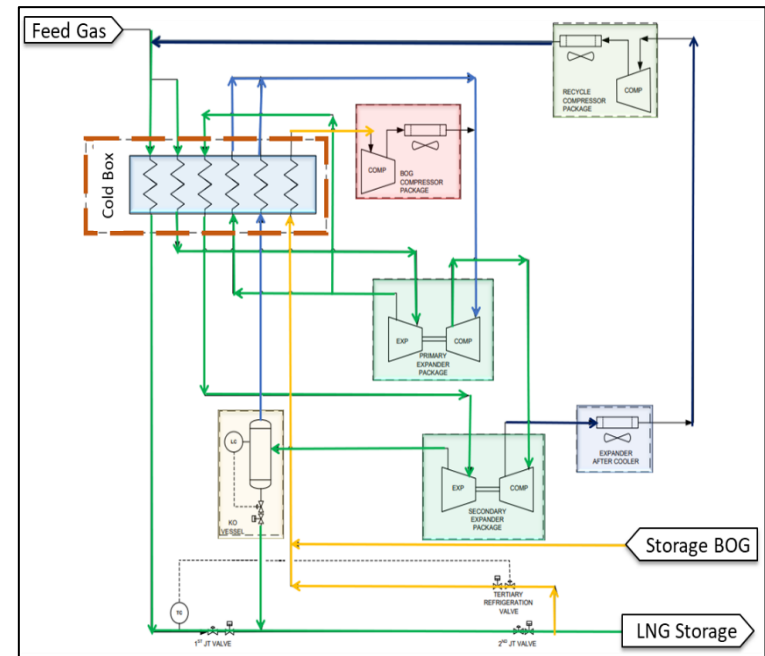 Feed Gas
COMP
RECYCLE
COMPRESSOR
PACKAGE
Cold Box
COMP
BOG
COMPRESSOR
PACKAGE
EXP
COMP
PRIMARY
EXPANDER
PACKAGE
LC
KO
VESSEL
EXP
COMP
SECONDARY
EXPANDER
PACKAGE
EXPANDER
AFTER COOLER
Storage BOG
TERTIARY
REFRIGERATION
VALVE
TC
1ST JT VALVE
2ND JT VALVE
LNG Storage